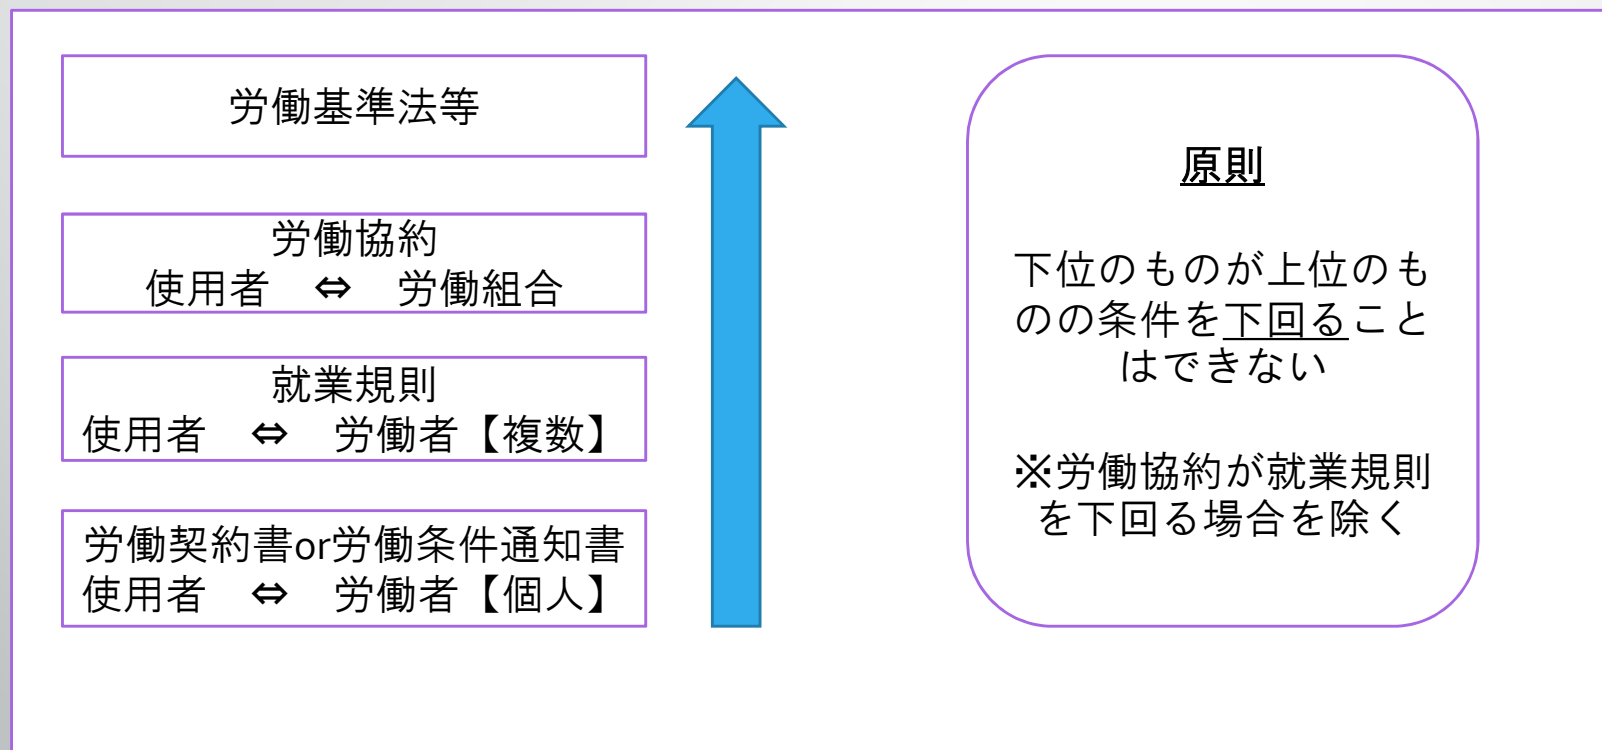 労働基準法等
労働協約
使用者　⇔　労働組合
就業規則
使用者　⇔　労働者【複数】
労働契約書or労働条件通知書
使用者　⇔　労働者【個人】
原則
下位のものが上位のも
のの条件を下回ること
はできない
※労働協約が就業規則
を下回る場合を除く